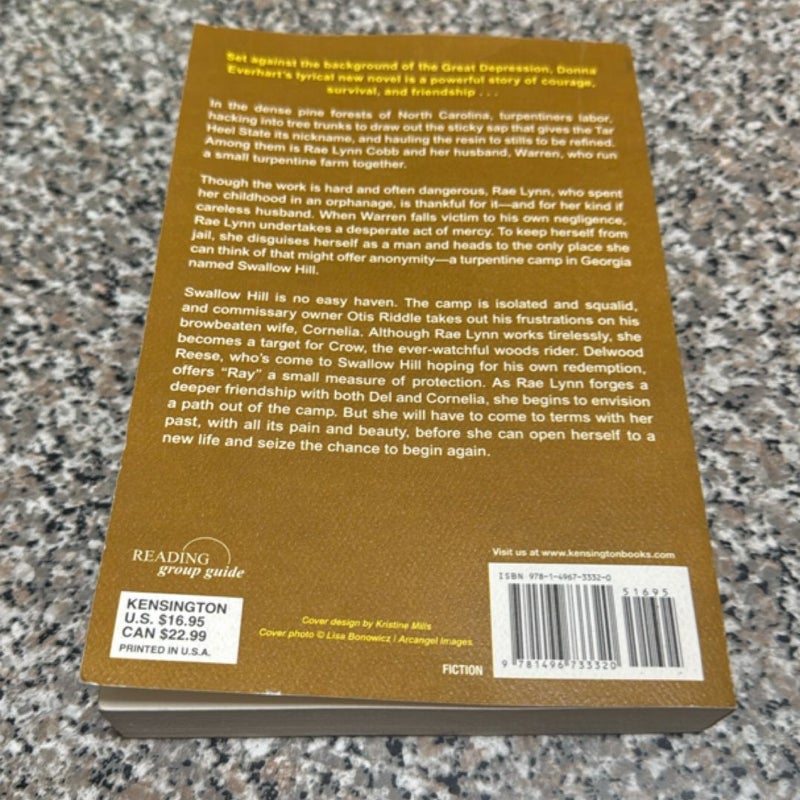 Set against the background of the Great Depression, Donna
Everhart's lyrical new novel is a powerful story of courage,
survival, and friendship . . .
In the dense pine forests of North Carolina, turpentiners labor,
hacking into tree trunks to draw out the sticky sap that gives the Tar
Heel State its nickname, and hauling the resin to stills to be refined.
Among them is Rae Lynn Cobb and her husband, Warren, who run
a small turpentine farm together.
Though the work is hard and often dangerous, Rae Lynn, who spent
her childhood in an orphanage, is thankful for it—and for her kind if
careless husband. When Warren falls victim to his own negligence,
Rae Lynn undertakes a desperate act of mercy. To keep herself from
jail, she disguises herself as a man and heads to the only place she
can think of that might offer anonymity—a turpentine camp in Georgia
named Swallow Hill.
Swallow Hill is no easy haven. The camp is isolated and squalid,
and commissary owner Otis Riddle takes out his frustrations on his
browbeaten wife, Cornelia. Although Rae Lynn works tirelessly, she
becomes a target for Crow, the ever-watchful woods rider. Delwood
Reese, who's come to Swallow Hill hoping for his own redemption,
offers "Ray" a small measure of protection. As Rae Lynn forges a
deeper friendship with both Del and Cornelia, she begins to envision
a path out of the camp. But she will have to come to terms with her
past, with all its pain and beauty, before she can open herself to a
new life and seize the chance to begin again.
READING
group guide
KENSINGTON
U.S. $16.95
CAN $22.99
PRINTED IN U.S.A.
Cover design by Kristine Mills
Cover photo © Lisa Bonowicz | Arcangel Images
FICTION
Visit us at www.kensingtonbooks.com
ISBN 978-1-4967-3332-0
51695
9 781496 733320